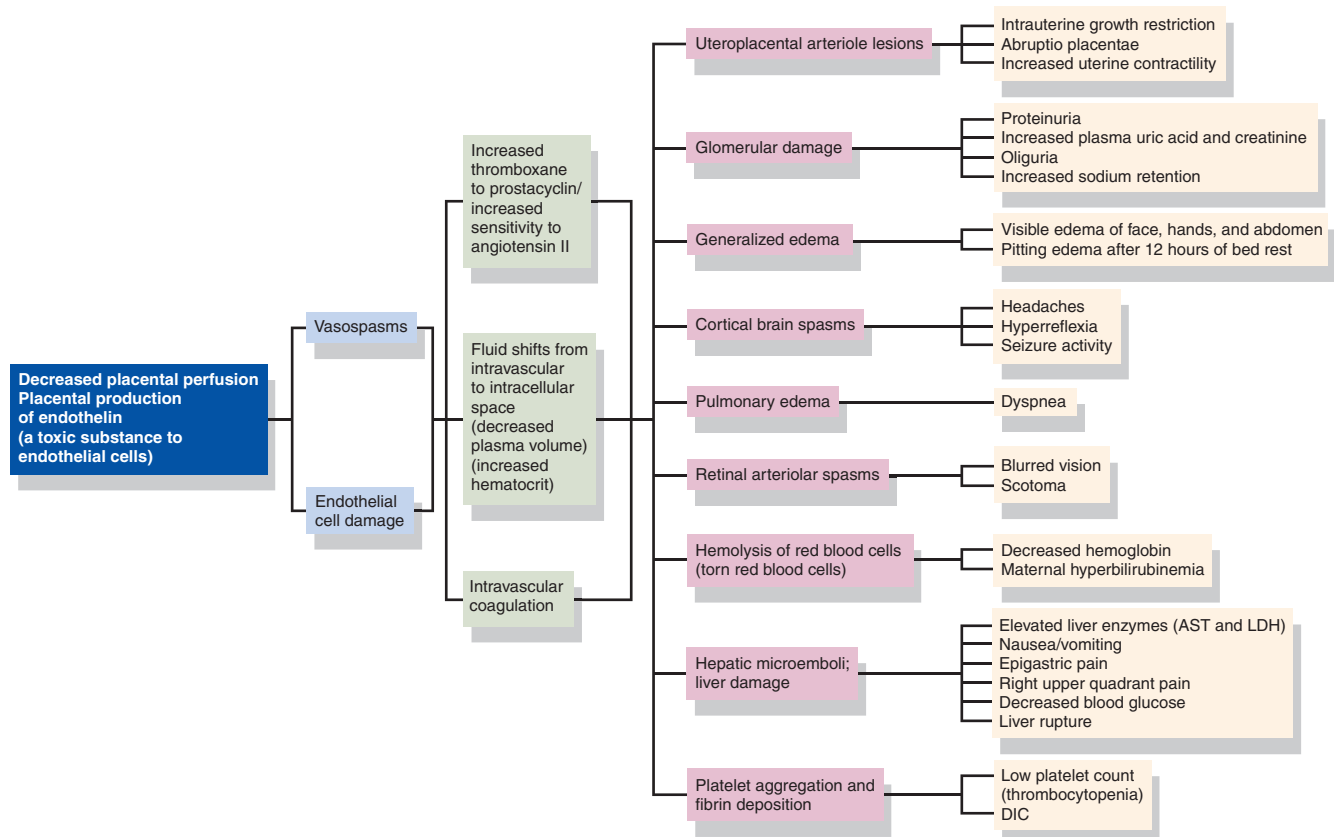 Decreased placental perfusion
Placental production
of endothelin
(a toxic substance to
endothelial cells)
Vasospasms
Endothelial
cell damage
Increased
thromboxane
to prostacyclin/
increased
sensitivity to
angiotensin II
Fluid shifts from
intravascular
to intracellular
space
(decreased
plasma volume)
(increased
hematocrit)
Intravascular
coagulation
Uteroplacental arteriole lesions
Intrauterine growth restriction
Abruptio placentae
Increased uterine contractility
Glomerular damage
Proteinuria
Increased plasma uric acid and creatinine
Oliguria
Increased sodium retention
Generalized edema
Visible edema of face, hands, and abdomen
Pitting edema after 12 hours of bed rest
Cortical brain spasms
Headaches
Hyperreflexia
Seizure activity
Pulmonary edema
Dyspnea
Retinal arteriolar spasms
Blurred vision
Scotoma
Hemolysis of red blood cells
(torn red blood cells)
Decreased hemoglobin
Maternal hyperbilirubinemia
Hepatic microemboli;
liver damage
Elevated liver enzymes (AST and LDH)
Nausea/vomiting
Epigastric pain
Right upper quadrant pain
Decreased blood glucose
Liver rupture
Platelet aggregation and
fibrin deposition
Low platelet count
(thrombocytopenia)
DIC